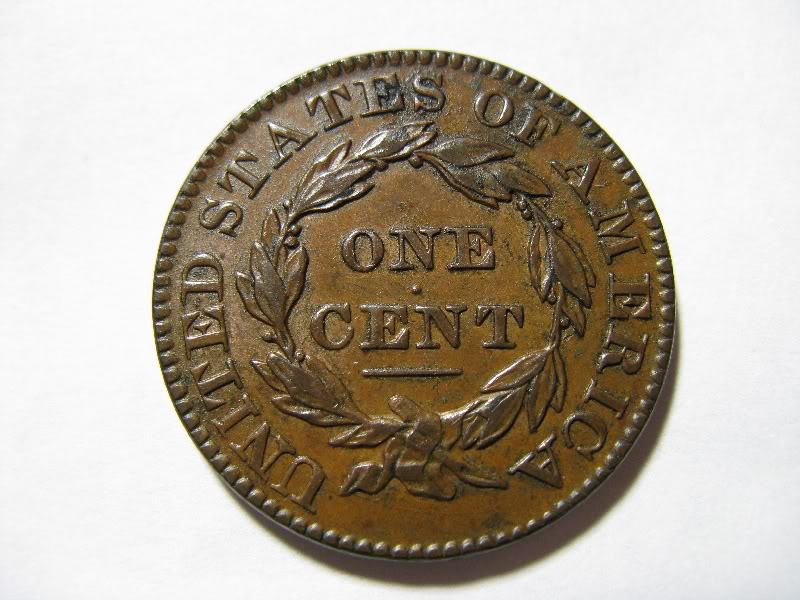 UNITED STATES OF AMERICA
ONE
CENT